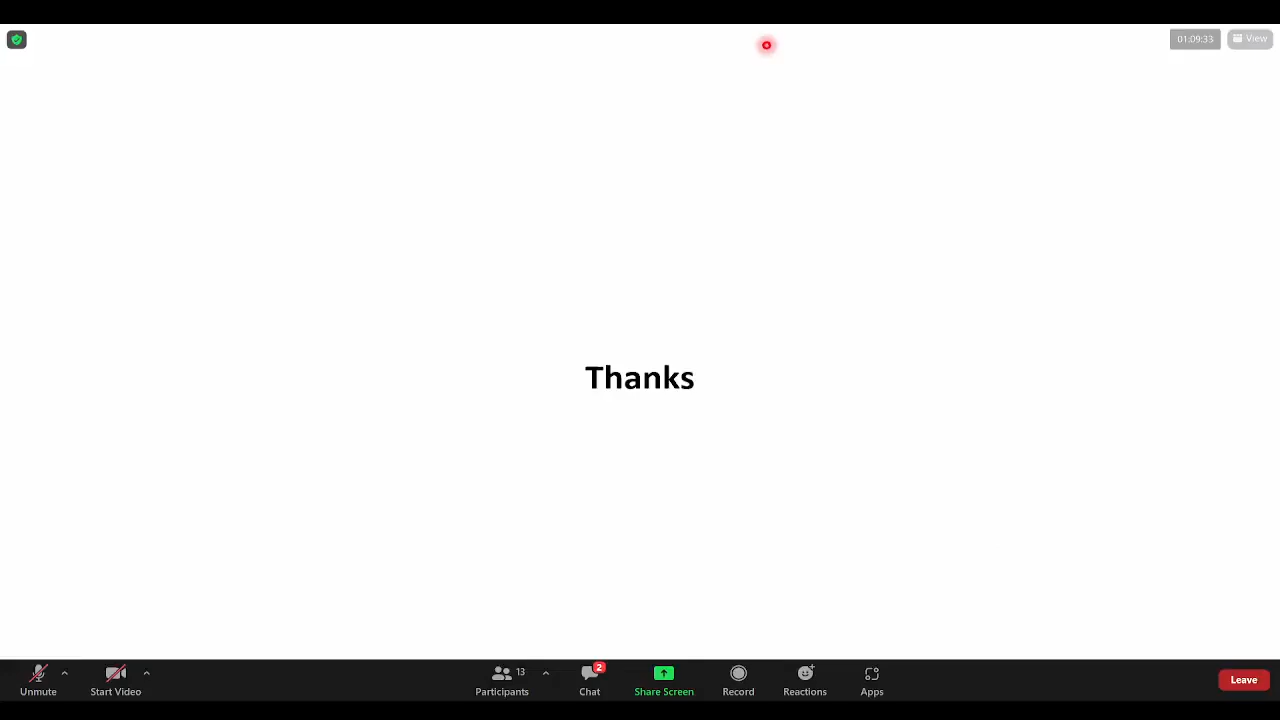 01:09:33
View
Thanks
13
2
Unmute
Start Video
Participants
Chat
Share Screen
Record
Reactions
Apps
Leave